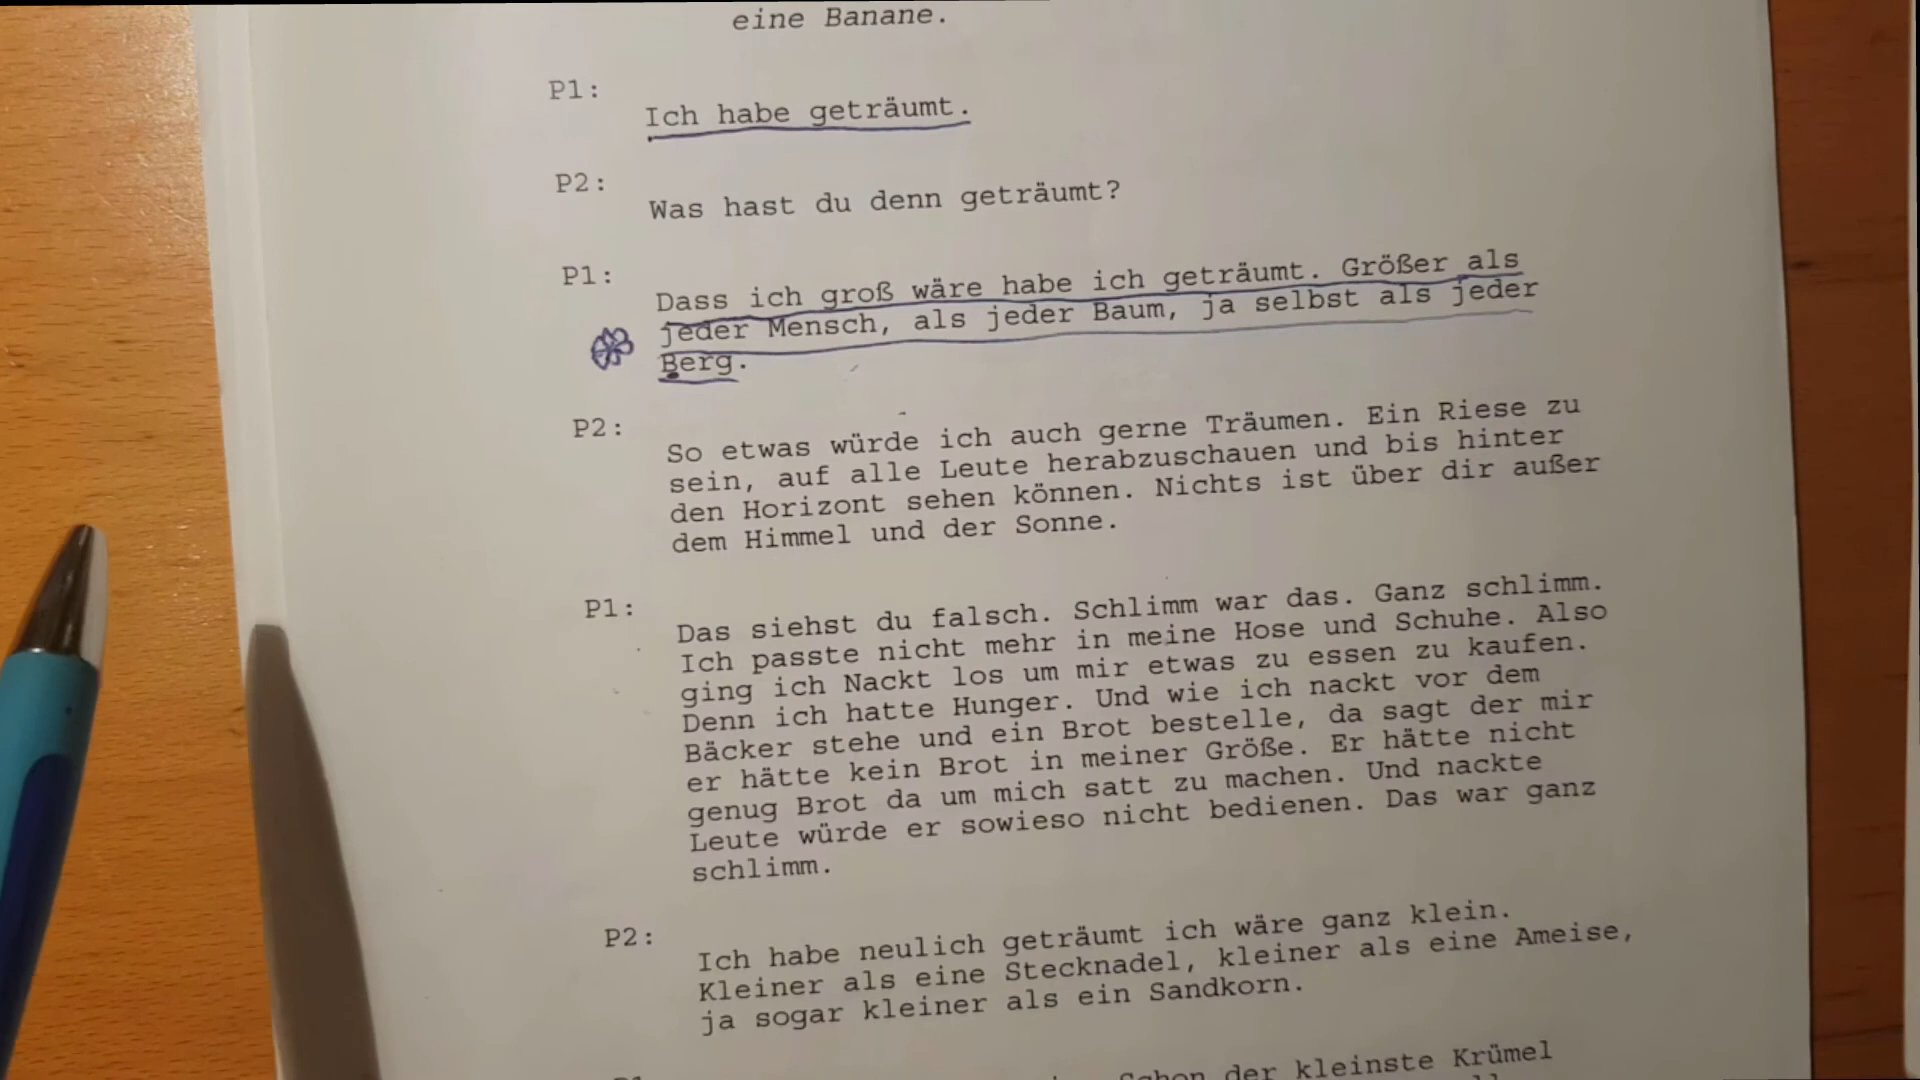 eine Banane.
P1:
Ich habe geträumt.
P2:
Was hast du denn geträumt?
P1:
Dass ich groß wäre habe ich geträumt. Größer als
jeder Mensch, als jeder Baum, ja selbst als jeder
Berg.
P2:
So etwas würde ich auch gerne Träumen. Ein Riese zu
sein, auf alle Leute herabzuschauen und bis hinter
den Horizont sehen können. Nichts ist über dir außer
dem Himmel und der Sonne.
P1:
Das siehst du falsch. Schlimm war das. Ganz schlimm.
Ich passte nicht mehr in meine Hose und Schuhe. Also
ging ich Nackt los um mir etwas zu essen zu kaufen.
Denn ich hatte Hunger. Und wie ich nackt vor dem
Bäcker stehe und ein Brot bestelle, da sagt der mir
er hätte kein Brot in meiner Größe. Er hätte nicht
genug Brot da um mich satt zu machen. Und nackte
Leute würde er sowieso nicht bedienen. Das war ganz
schlimm.
P2:
Ich habe neulich geträumt ich wäre ganz klein.
Kleiner als eine Stecknadel, kleiner als eine Ameise,
ja sogar kleiner als ein Sandkorn.
Schon der kleinste Krümel